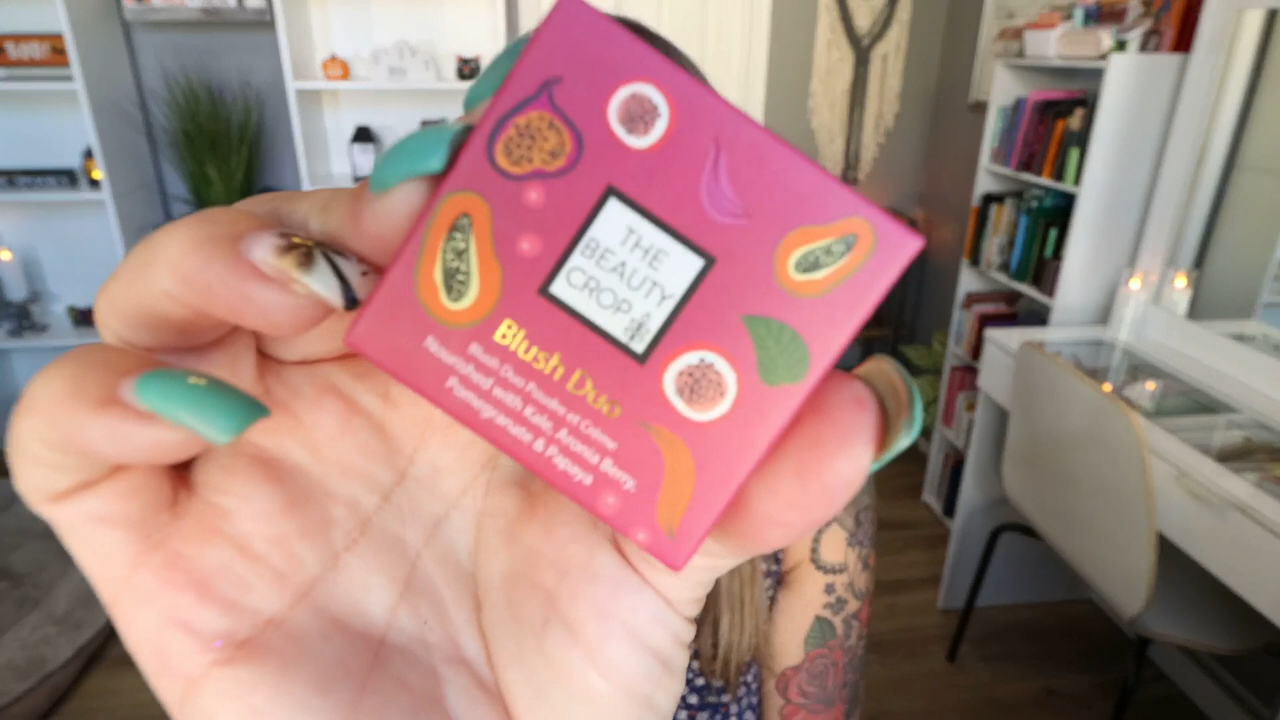 THE
BEAUTY
CROP
Blush Duo
Blush Duo Poudre et Crème
Nourished with Kale, Aronia Berry,
Pomegranate & Papaya